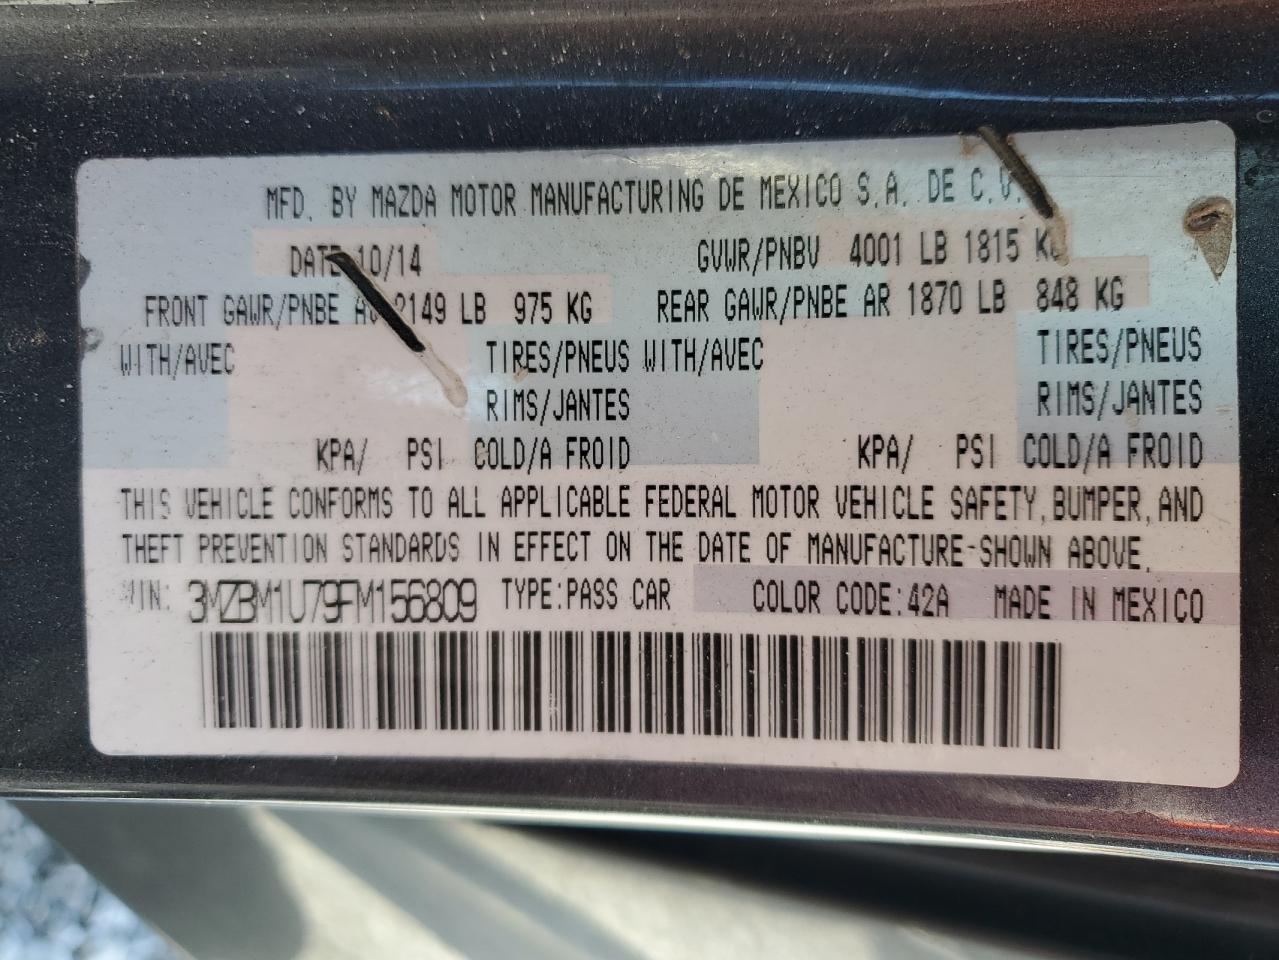 MFD. BY MAZDA MOTOR MANUFACTURING DE MEXICO S.A. DE C.V.
DATE 10/14 GVWR/PNBV 4001 LB 1815 KG
FRONT GAWR/PNBE AV 2149 LB 975 KG REAR GAWR/PNBE AR 1870 LB 848 KG
WITH/AVEC TIRES/PNEUS WITH/AVEC TIRES/PNEUS
RIMS/JANTES RIMS/JANTES
KPA/ PSI COLD/A FROID KPA/ PSI COLD/A FROID
THIS VEHICLE CONFORMS TO ALL APPLICABLE FEDERAL MOTOR VEHICLE SAFETY, BUMPER, AND
THEFT PREVENTION STANDARDS IN EFFECT ON THE DATE OF MANUFACTURE-SHOWN ABOVE.
VIN: 3MZBM1U79FM156809 TYPE:PASS CAR COLOR CODE:42A MADE IN MEXICO